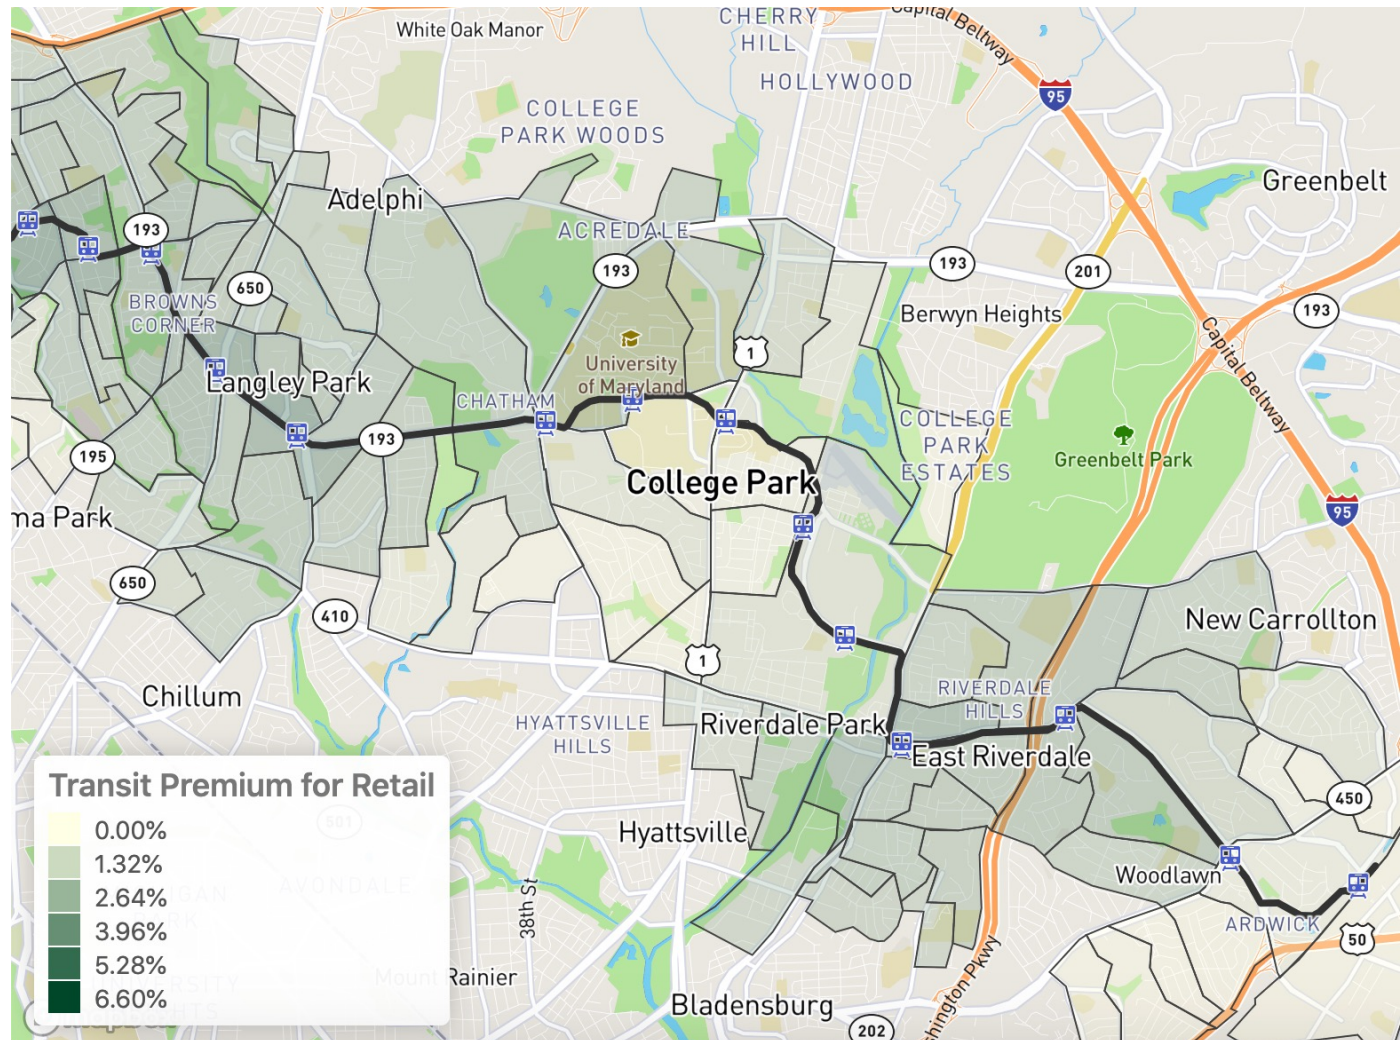 CHERRY
HILL
Capital Beltway
White Oak Manor
HOLLYWOOD
95
COLLEGE
PARK WOODS
Greenbelt
Adelphi
193
ACREDALE
193
193
201
650
193
BROWNS
CORNER
Berwyn Heights
Capital Beltway
University
of Maryland
1
Langley Park
CHATHAM
COLLEGE
PARK
ESTATES
193
Greenbelt Park
195
College Park
95
ma Park
650
410
New Carrollton
1
Chillum
RIVERDALE
HILLS
HYATTSVILLE
HILLS
Riverdale Park
East Riverdale
450
Hyattsville
Woodlawn
38th St
ARDWICK
50
Mount Rainier
Bladensburg
202
Transit Premium for Retail
0.00%
1.32%
2.64%
3.96%
5.28%
6.60%
501
AVONDALE
IGAN